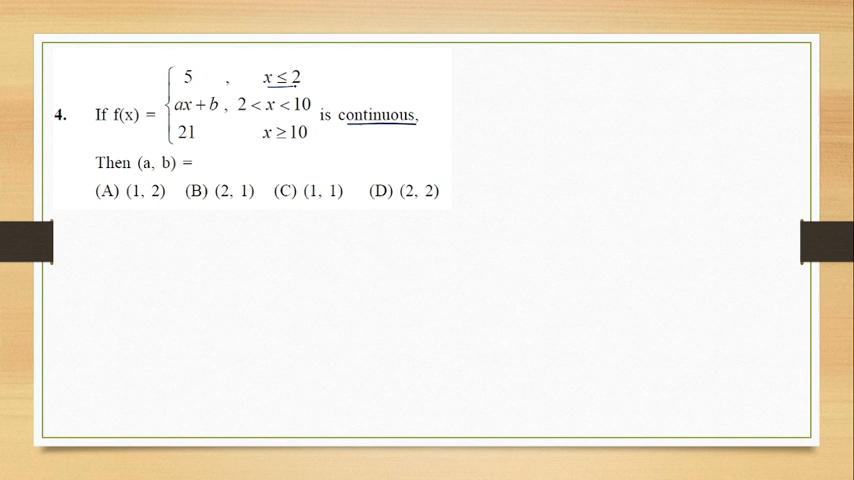 4. If f(x) = { 5 , x ≤ 2
ax + b , 2 < x < 10
21 x ≥ 10
is continuous,
Then (a, b) =
(A) (1, 2) (B) (2, 1) (C) (1, 1) (D) (2, 2)